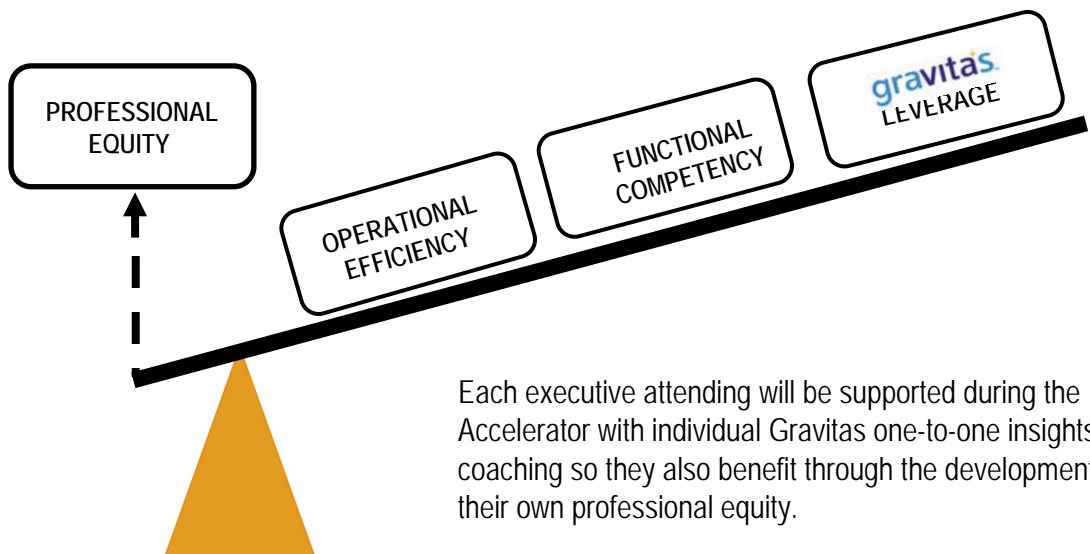 PROFESSIONAL
EQUITY
OPERATIONAL
EFFICIENCY
FUNCTIONAL
COMPETENCY
gravitas
LEVERAGE
Each executive attending will be supported during the
Accelerator with individual Gravitas one-to-one insights
coaching so they also benefit through the development
their own professional equity.